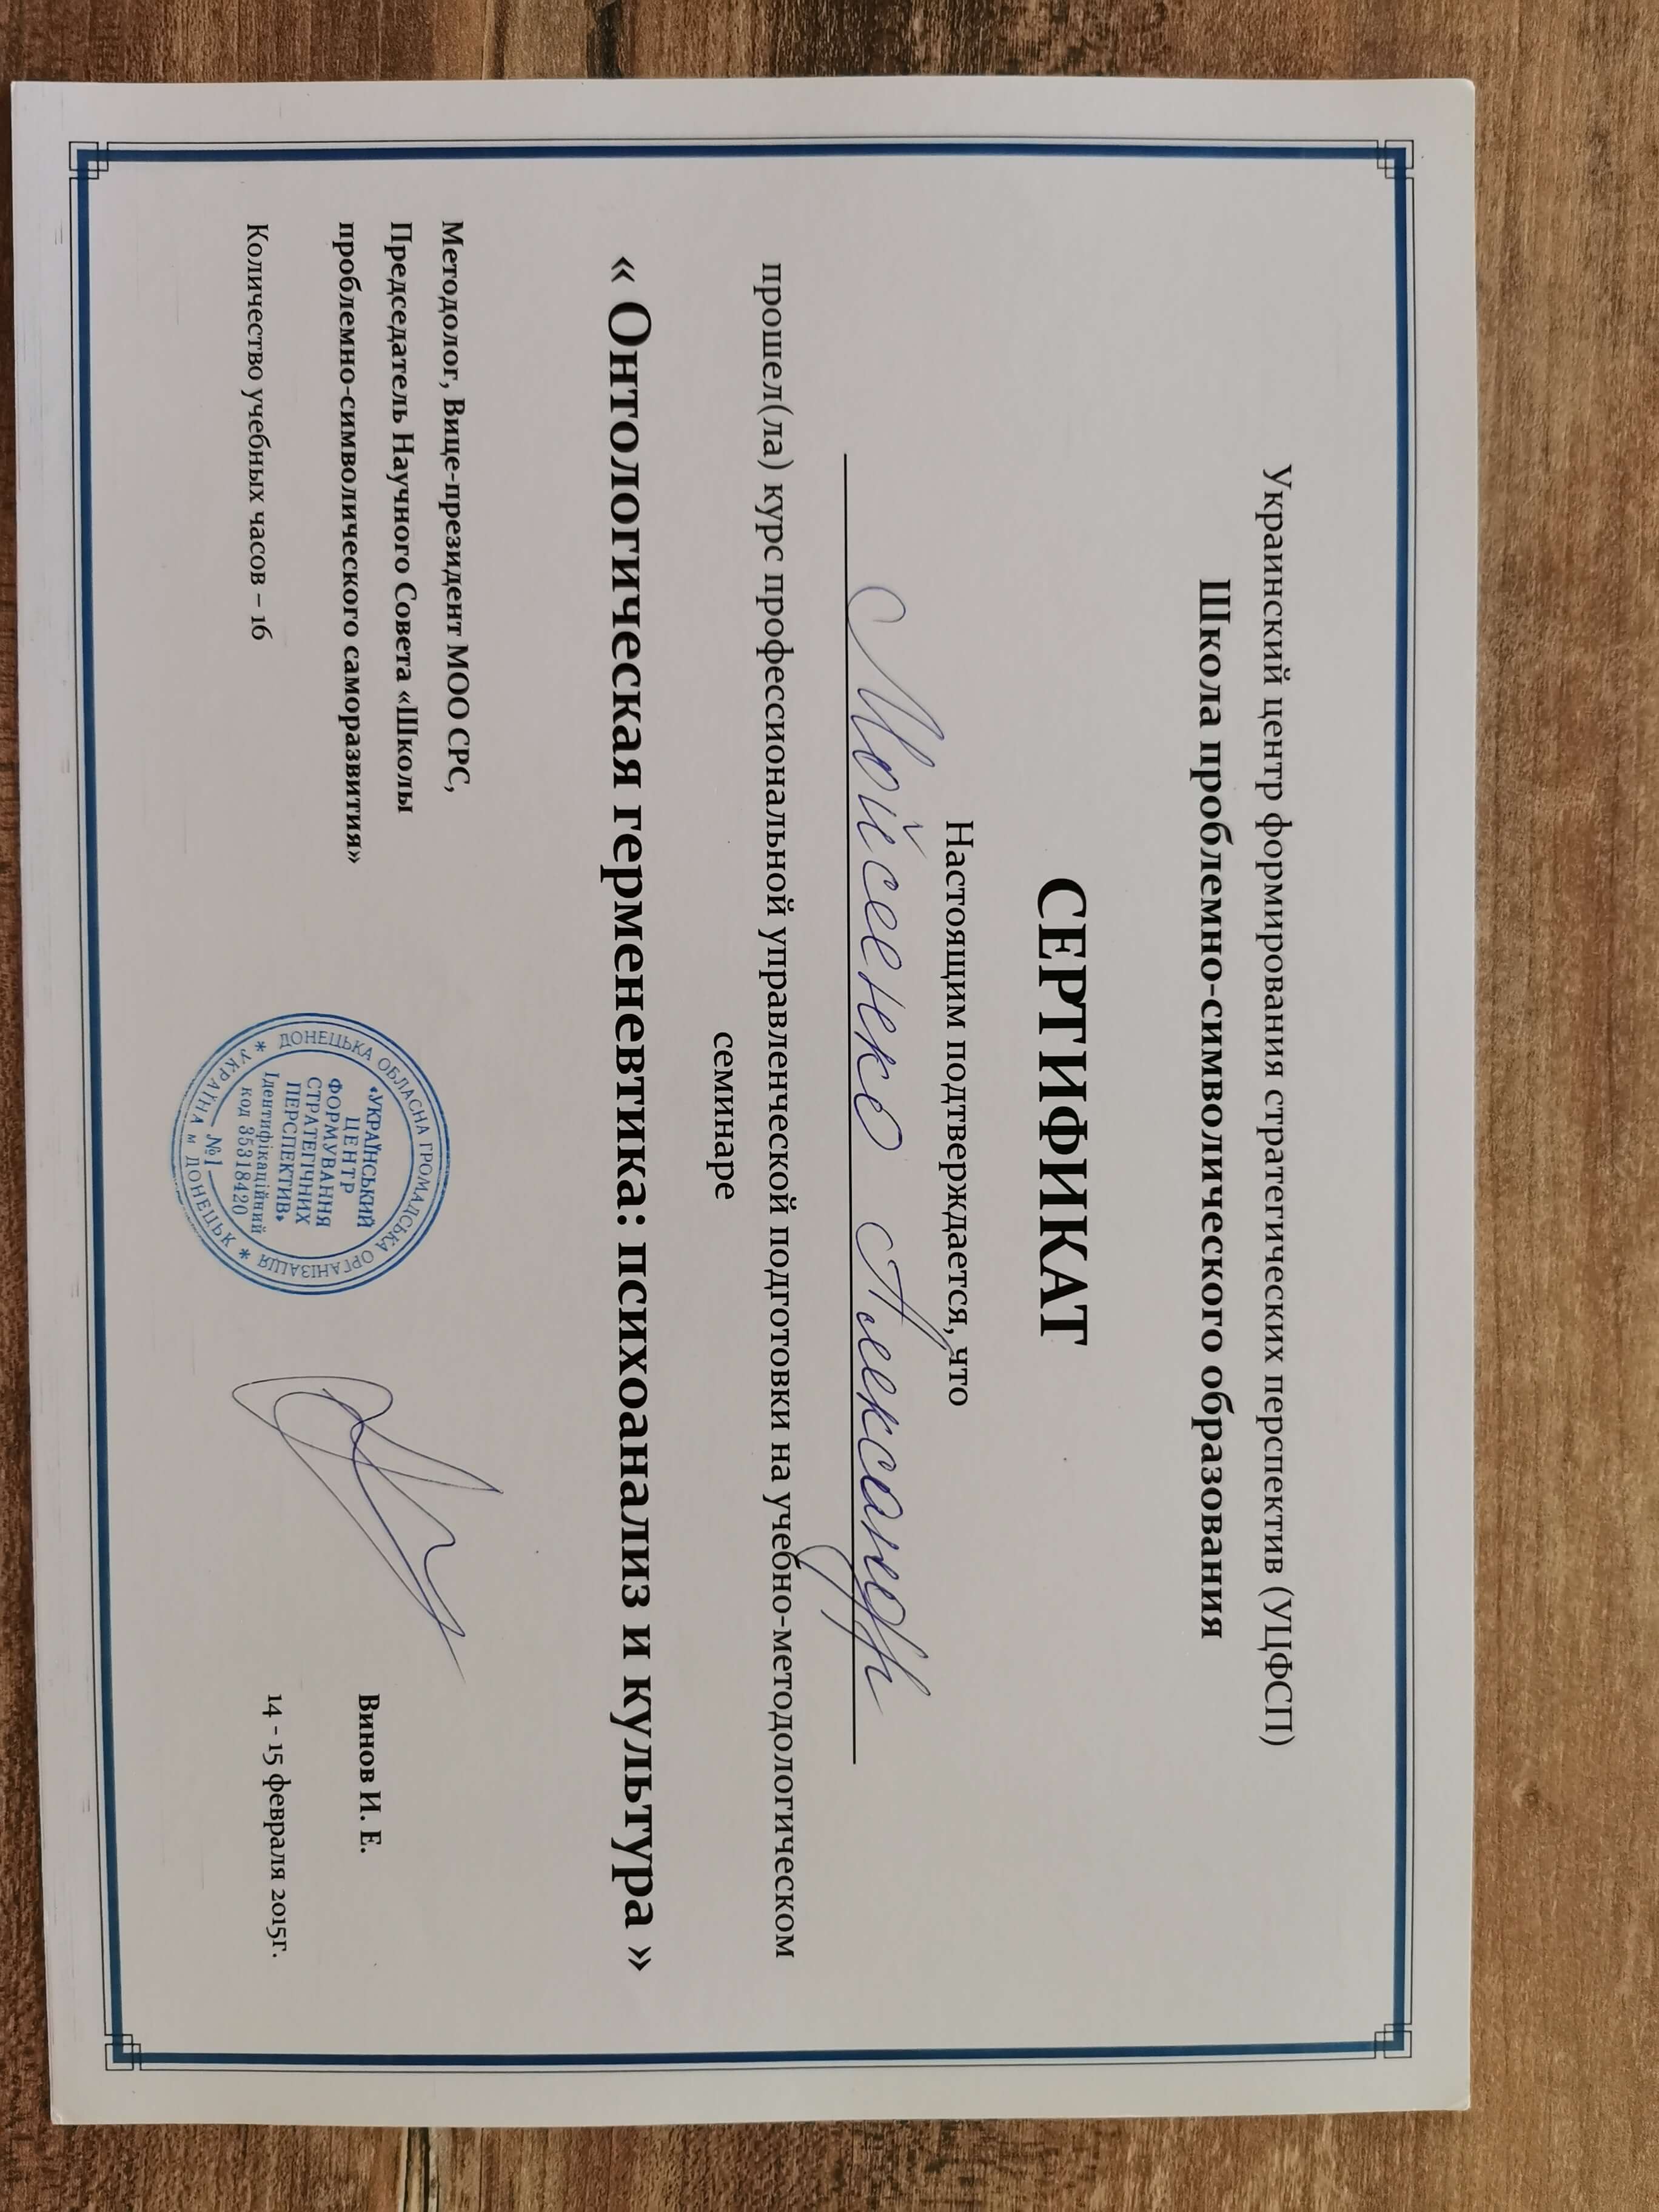 Украинский центр формирования стратегических перспектив (УЦФСП)
Школа проблемно-символического образования
СЕРТИФИКАТ
Настоящим подтверждается, что
Мойсеенко Александр
прошел(ла) курс профессиональной управленческой подготовки на учебно-методологическом
семинаре
« Онтологическая герменевтика: психоанализ и культура »
Методолог, Вице-президент МОО СРС,
Председатель Научного Совета «Школы
проблемно-символического саморазвития»
Винов И. Е.
Количество учебных часов – 16
14 - 15 февраля 2015г.
* ДОНЕЦЬКА ОБЛАСНА ГРОМАДСЬКА ОРГАНІЗАЦІЯ *
УКРАЇНА м ДОНЕЦЬК
«УКРАЇНСЬКИЙ
ЦЕНТР
ФОРМУВАННЯ
СТРАТЕГІЧНИХ
ПЕРСПЕКТИВ»
Ідентифікаційний
код 35318420
№1